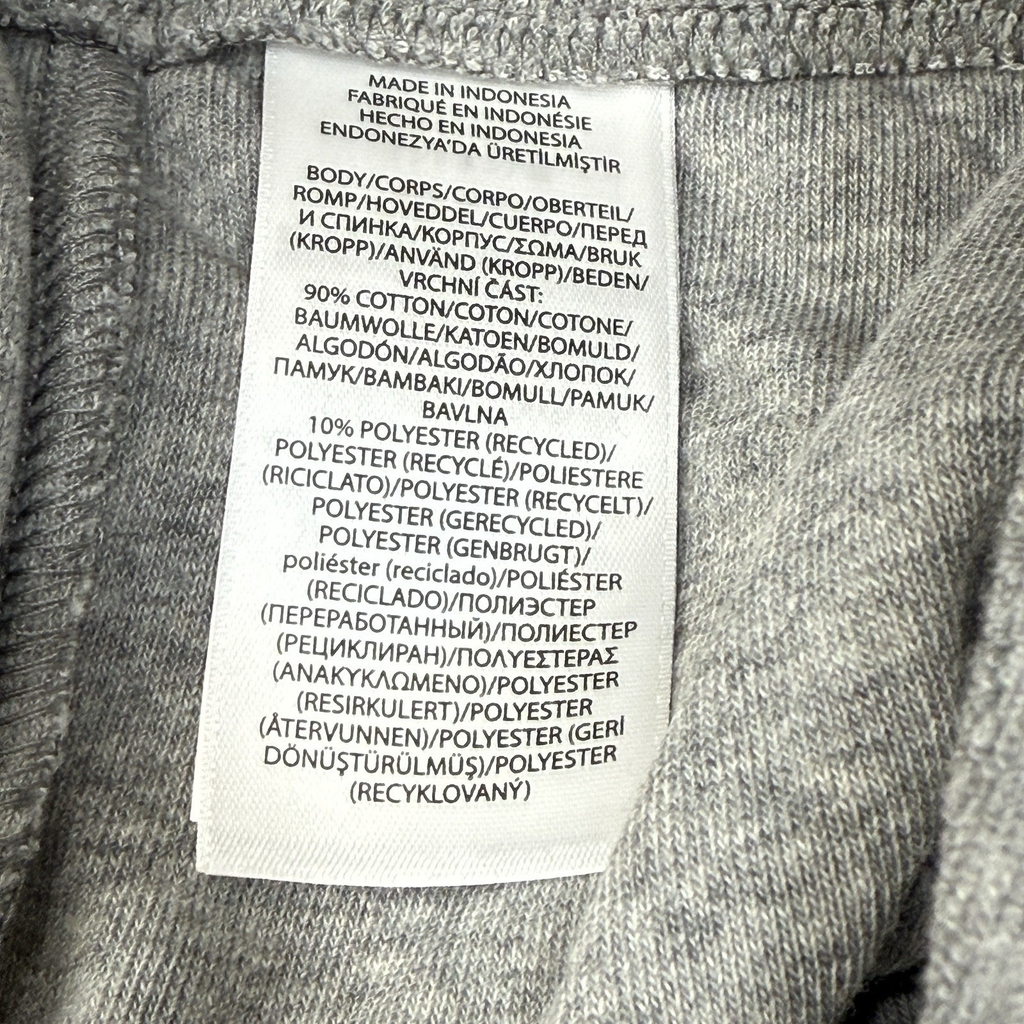 MADE IN INDONESIA
FABRIQUÉ EN INDONÉSIE
HECHO EN INDONESIA
ENDONEZYA'DA ÜRETİLMİŞTİR
BODY/CORPS/CORPO/OBERTEIL/
ROMP/HOVEDDEL/CUERPO/ПЕРЕД
И СПИНКА/КОРПУС/ΣΩΜΑ/BRUK
(KROPP)/ANVÄND (KROPP)/BEDEN/
VRCHNÍ ČÁST:
90% COTTON/COTON/COTONE/
BAUMWOLLE/KATOEN/BOMULD/
ALGODÓN/ALGODÃO/ХЛОПОК/
ПАМУК/BAMBAKI/BOMULL/PAMUK/
BAVLNA
10% POLYESTER (RECYCLED)/
POLYESTER (RECYCLÉ)/POLIESTERE
(RICICLATO)/POLYESTER (RECYCELT)/
POLYESTER (GERECYCLED)/
POLYESTER (GENBRUGT)/
poliéster (reciclado)/POLIÉSTER
(RECICLADO)/ПОЛИЭСТЕР
(ПЕРЕРАБОТАННЫЙ)/ПОЛИЕСТЕР
(РЕЦИКЛИРАН)/ΠΟΛΥΕΣΤΕΡΑΣ
(ΑΝΑΚΥΚΛΩΜΕΝΟ)/POLYESTER
(RESIRKULERT)/POLYESTER
(ÅTERVUNNEN)/POLYESTER (GERİ
DÖNÜŞTÜRÜLMÜŞ)/POLYESTER
(RECYKLOVANÝ)